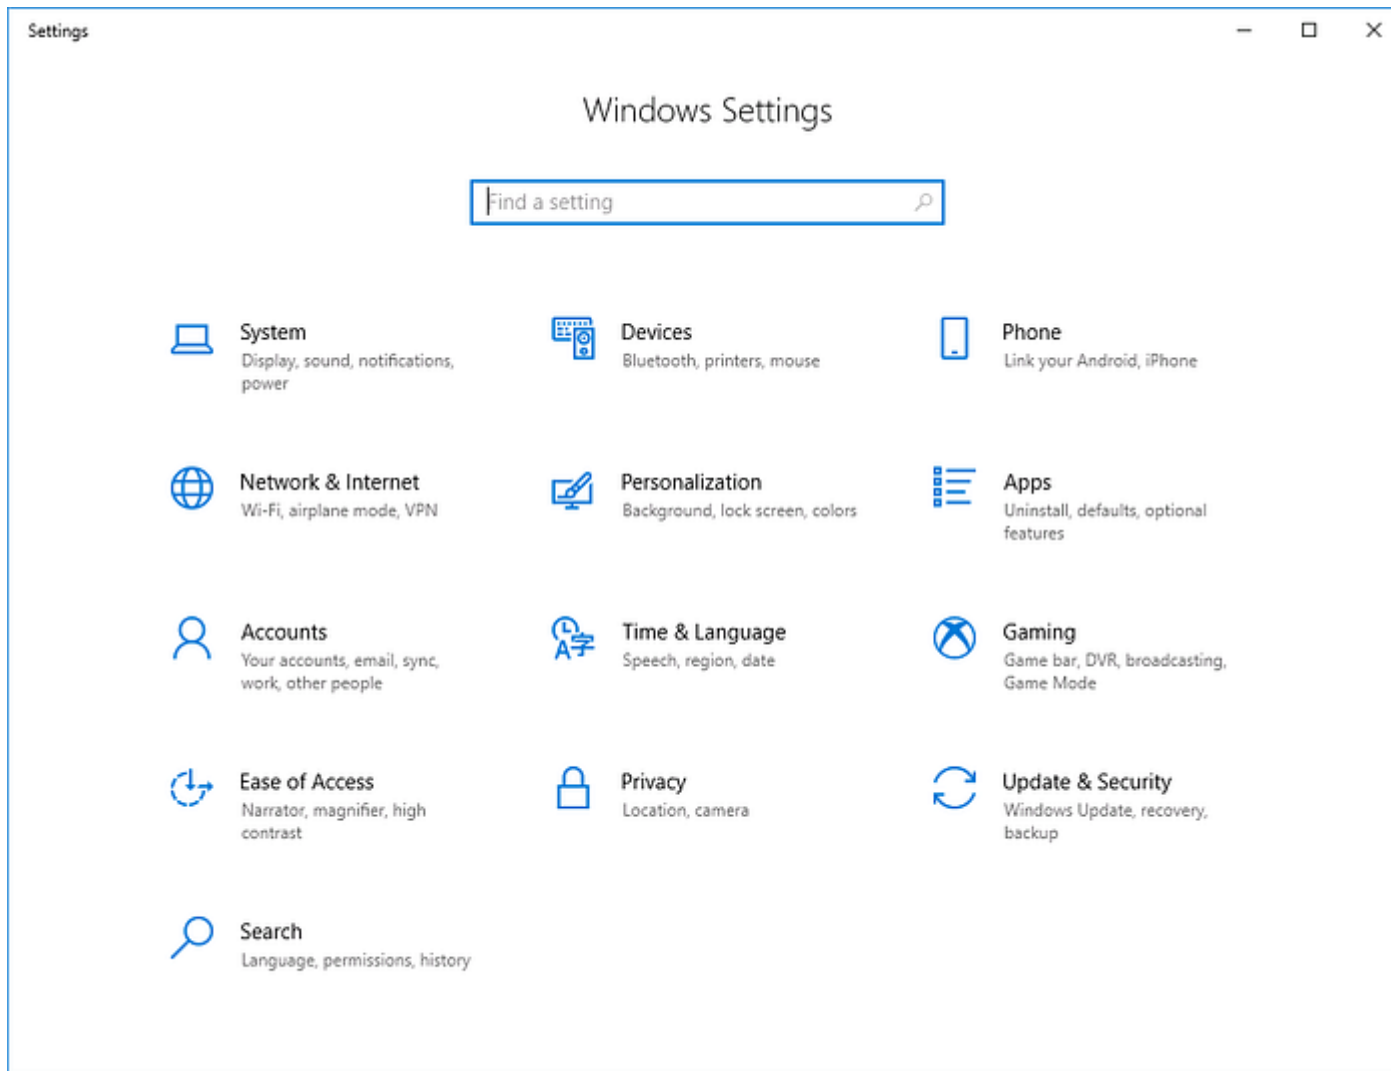 Settings
Windows Settings
Find a setting
System
Display, sound, notifications,
power
Devices
Bluetooth, printers, mouse
Phone
Link your Android, iPhone
Network & Internet
Wi-Fi, airplane mode, VPN
Personalization
Background, lock screen, colors
Apps
Uninstall, defaults, optional
features
Accounts
Your accounts, email, sync,
work, other people
Time & Language
Speech, region, date
Gaming
Game bar, DVR, broadcasting,
Game Mode
Ease of Access
Narrator, magnifier, high
contrast
Privacy
Location, camera
Update & Security
Windows Update, recovery,
backup
Search
Language, permissions, history